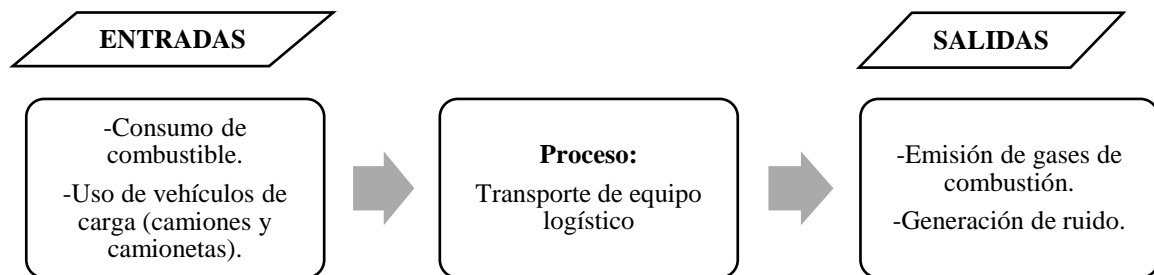 ENTRADAS
SALIDAS
-Consumo de
combustible.
-Uso de vehículos de
carga (camiones y
camionetas).
Proceso:
Transporte de equipo
logístico
-Emisión de gases de
combustión.
-Generación de ruido.